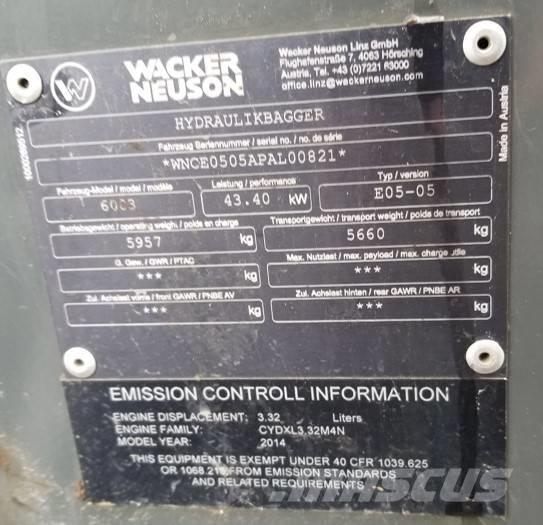 WACKER
NEUSON
Wacker Neuson Linz GmbH
Flughafenstraße 7, 4063 Hörsching
Austria, Tel. +43 (0)7221 63000
office.linz@wackerneuson.com
HYDRAULIKBAGGER
Fahrzeug Seriennummer / serial no. / no. de série
*WNCE0505APAL00821*
Fahrzeug-Model / model / modèle
6003
Leistung / performance
43.40 kW
Typ / version
E05-05
Betriebsgewicht / operating weight / poids en charge
5957 kg
Transportgewicht / transport weight / poids de transport
5660 kg
G. Gew. / GWR / PTAC
*** kg
Max. Nutzlast / max. payload / max. charge utile
*** kg
Zul. Achslast vorne / front GAWR / PNBE AV
*** kg
Zul. Achslast hinten / rear GAWR / PNBE AR
*** kg
Made in Austria
EMISSION CONTROLL INFORMATION
ENGINE DISPLACEMENT: 3.32 Liters
ENGINE FAMILY: CYDXL3.32M4N
MODEL YEAR: 2014
THIS EQUIPMENT IS EXEMPT UNDER 40 CFR 1039.625
OR 1068.215 FROM EMISSION STANDARDS
AND RELATED REQUIREMENTS
MASCUS